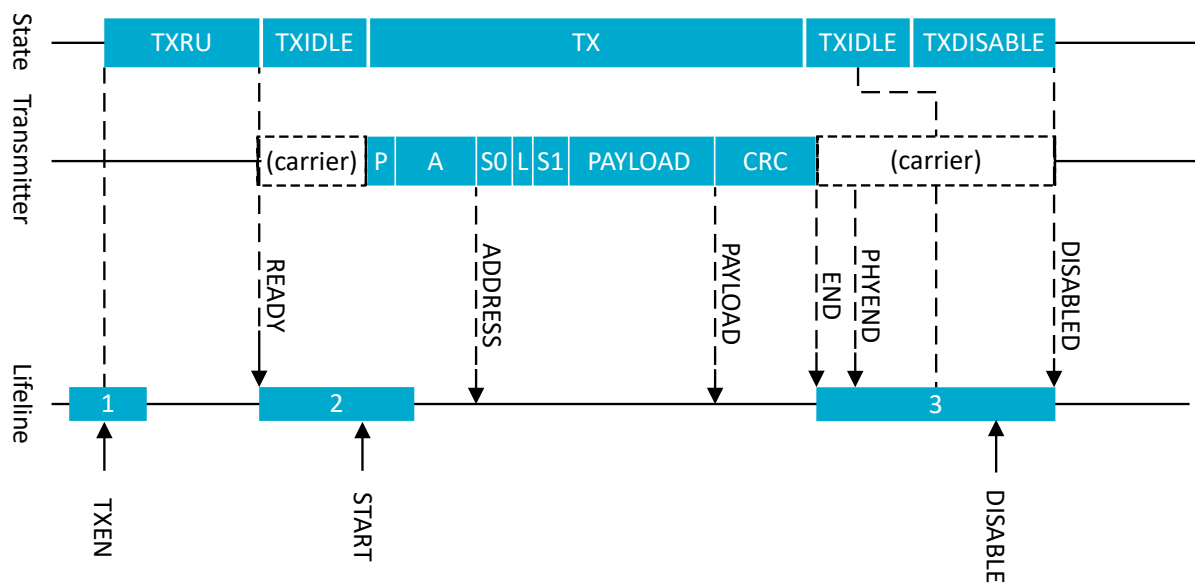 State
TXRU TXIDLE TX TXIDLE TXDISABLE
Transmitter
(carrier) P A S0 L S1 PAYLOAD CRC (carrier)
READY
ADDRESS
PAYLOAD
END
PHYEND
DISABLED
Lifeline
1 2 3
TXEN
START
DISABLE